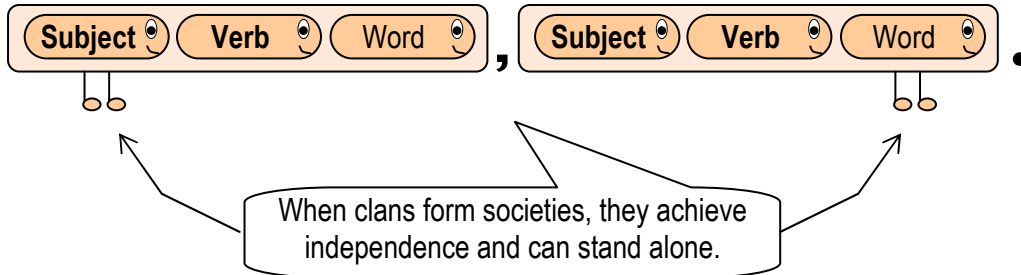 Subject Verb Word , Subject Verb Word .
When clans form societies, they achieve
independence and can stand alone.